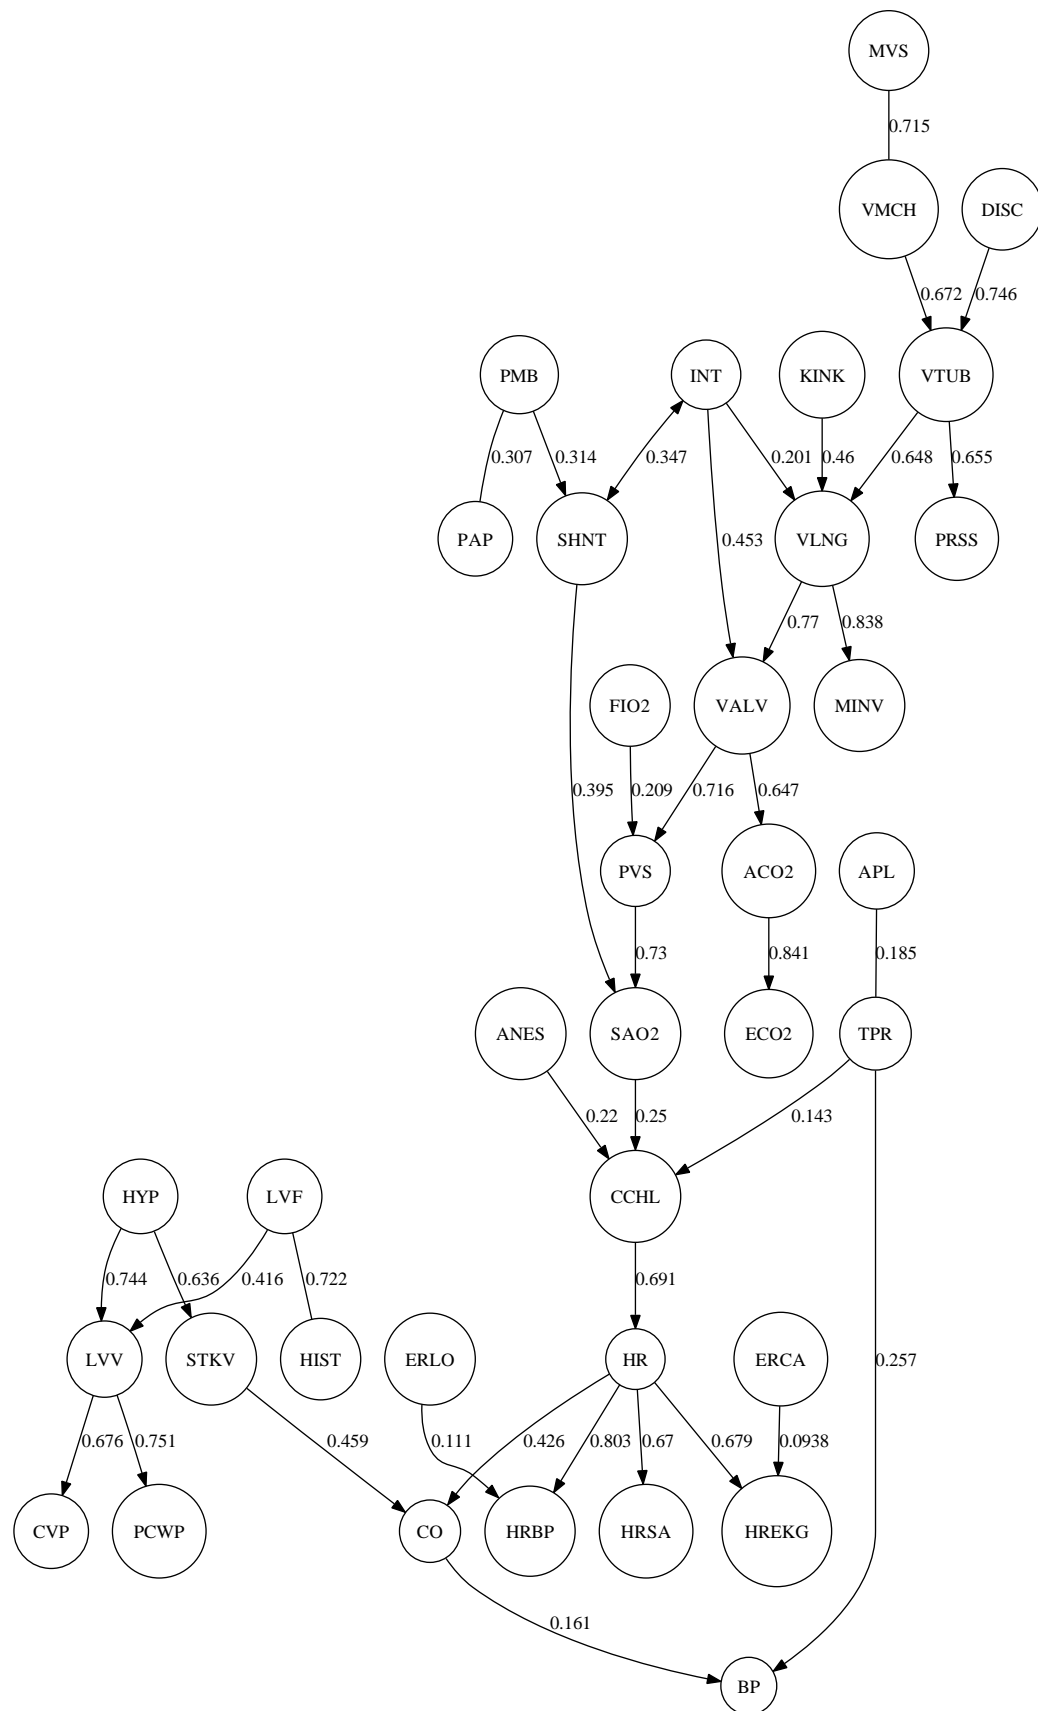 MVS
0.715
VMCH
DISC
0.672
0.746
PMB
INT
KINK
VTUB
0.307
0.314
0.347
0.201
0.46
0.648
0.655
PAP
SHNT
0.453
VLNG
PRSS
0.77
0.838
FIO2
VALV
MINV
0.395
0.209
0.716
0.647
PVS
ACO2
APL
0.73
0.841
0.185
ANES
SAO2
ECO2
TPR
0.22
0.25
0.143
HYP
LVF
CCHL
0.744
0.636
0.416
0.722
0.691
LVV
STKV
HIST
ERLO
HR
ERCA
0.257
0.676
0.751
0.459
0.111
0.426
0.803
0.67
0.679
0.0938
CVP
PCWP
CO
HRBP
HRSA
HREKG
0.161
BP